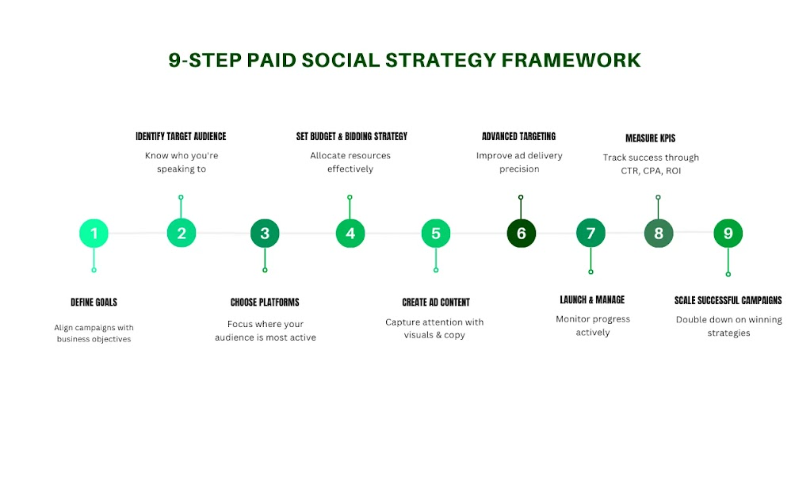 9-STEP PAID SOCIAL STRATEGY FRAMEWORK
IDENTIFY TARGET AUDIENCE
Know who you're
speaking to
SET BUDGET & BIDDING STRATEGY
Allocate resources
effectively
ADVANCED TARGETING
Improve ad delivery
precision
MEASURE KPIS
Track success through
CTR, CPA, ROI
1 2 3 4 5 6 7 8 9
DEFINE GOALS
Align campaigns with
business objectives
CHOOSE PLATFORMS
Focus where your
audience is most active
CREATE AD CONTENT
Capture attention with
visuals & copy
LAUNCH & MANAGE
Monitor progress
actively
SCALE SUCCESSFUL CAMPAIGNS
Double down on winning
strategies